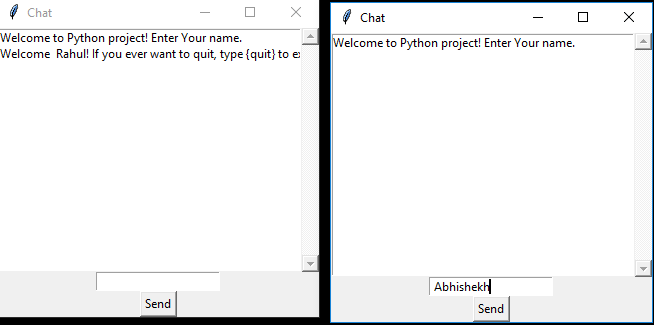 Chat
Welcome to Python project! Enter Your name.
Welcome  Rahul! If you ever want to quit, type {quit} to ex
Send
Chat
Welcome to Python project! Enter Your name.
Abhishekh
Send